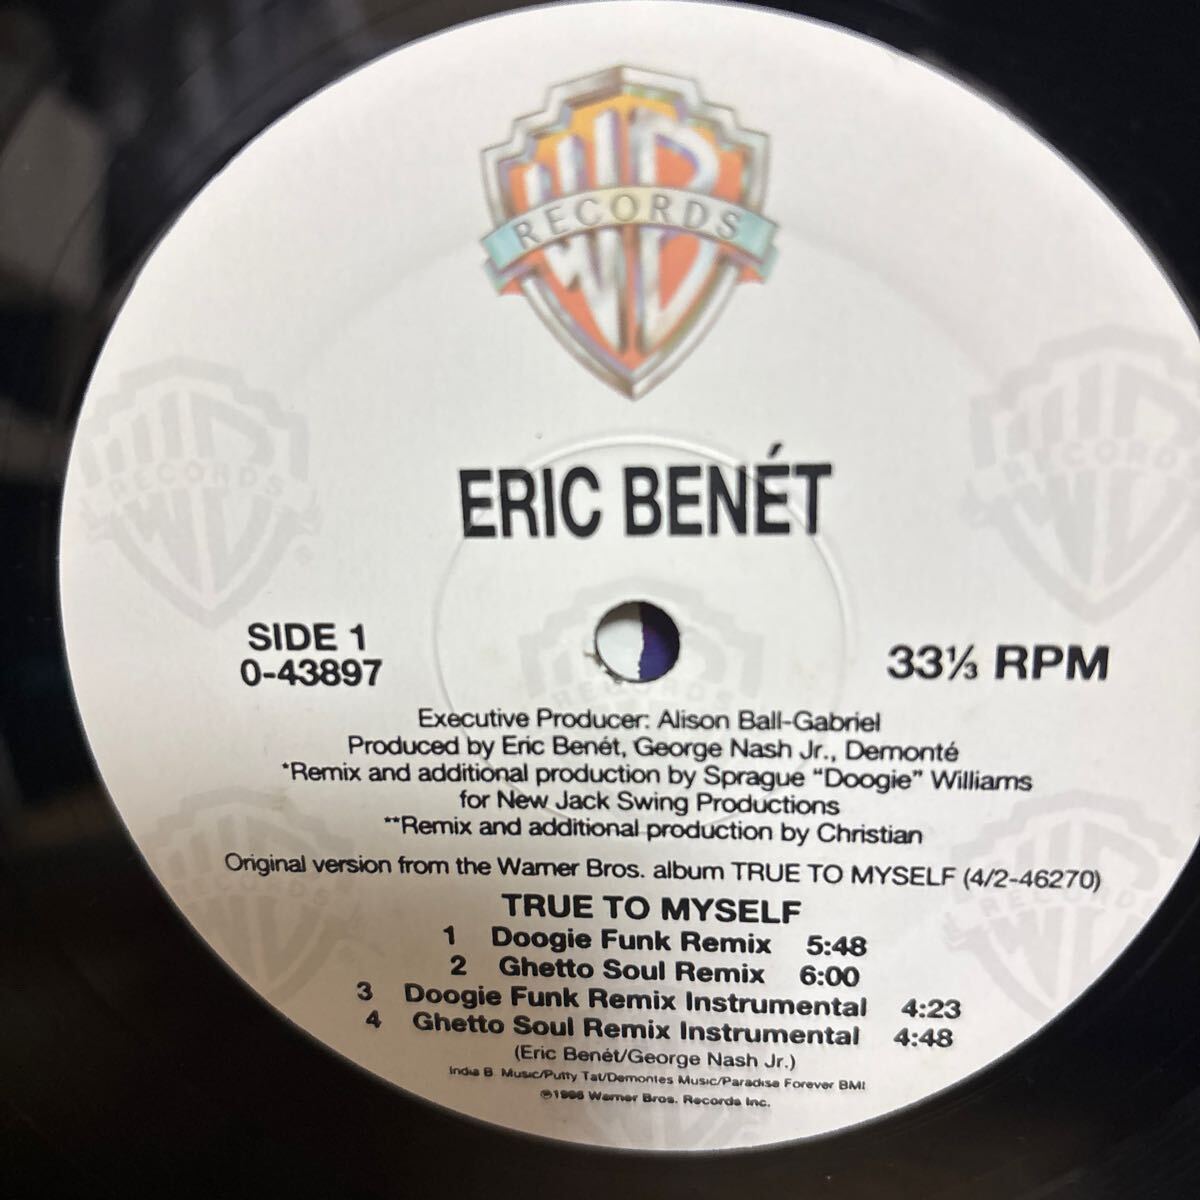 WB
RECORDS
ERIC BENÉT
SIDE 1
0-43897
33⅓ RPM
Executive Producer: Alison Ball-Gabriel
Produced by Eric Benét, George Nash Jr., Demonté
*Remix and additional production by Sprague "Doogie" Williams
for New Jack Swing Productions
**Remix and additional production by Christian
Original version from the Warner Bros. album TRUE TO MYSELF (4/2-46270)
TRUE TO MYSELF
1 Doogie Funk Remix 5:48
2 Ghetto Soul Remix 6:00
3 Doogie Funk Remix Instrumental 4:23
4 Ghetto Soul Remix Instrumental 4:48
(Eric Benét/George Nash Jr.)
India B. Music/Putty Tat/Demontes Music/Paradise Forever BMI
℗1996 Warner Bros. Records Inc.